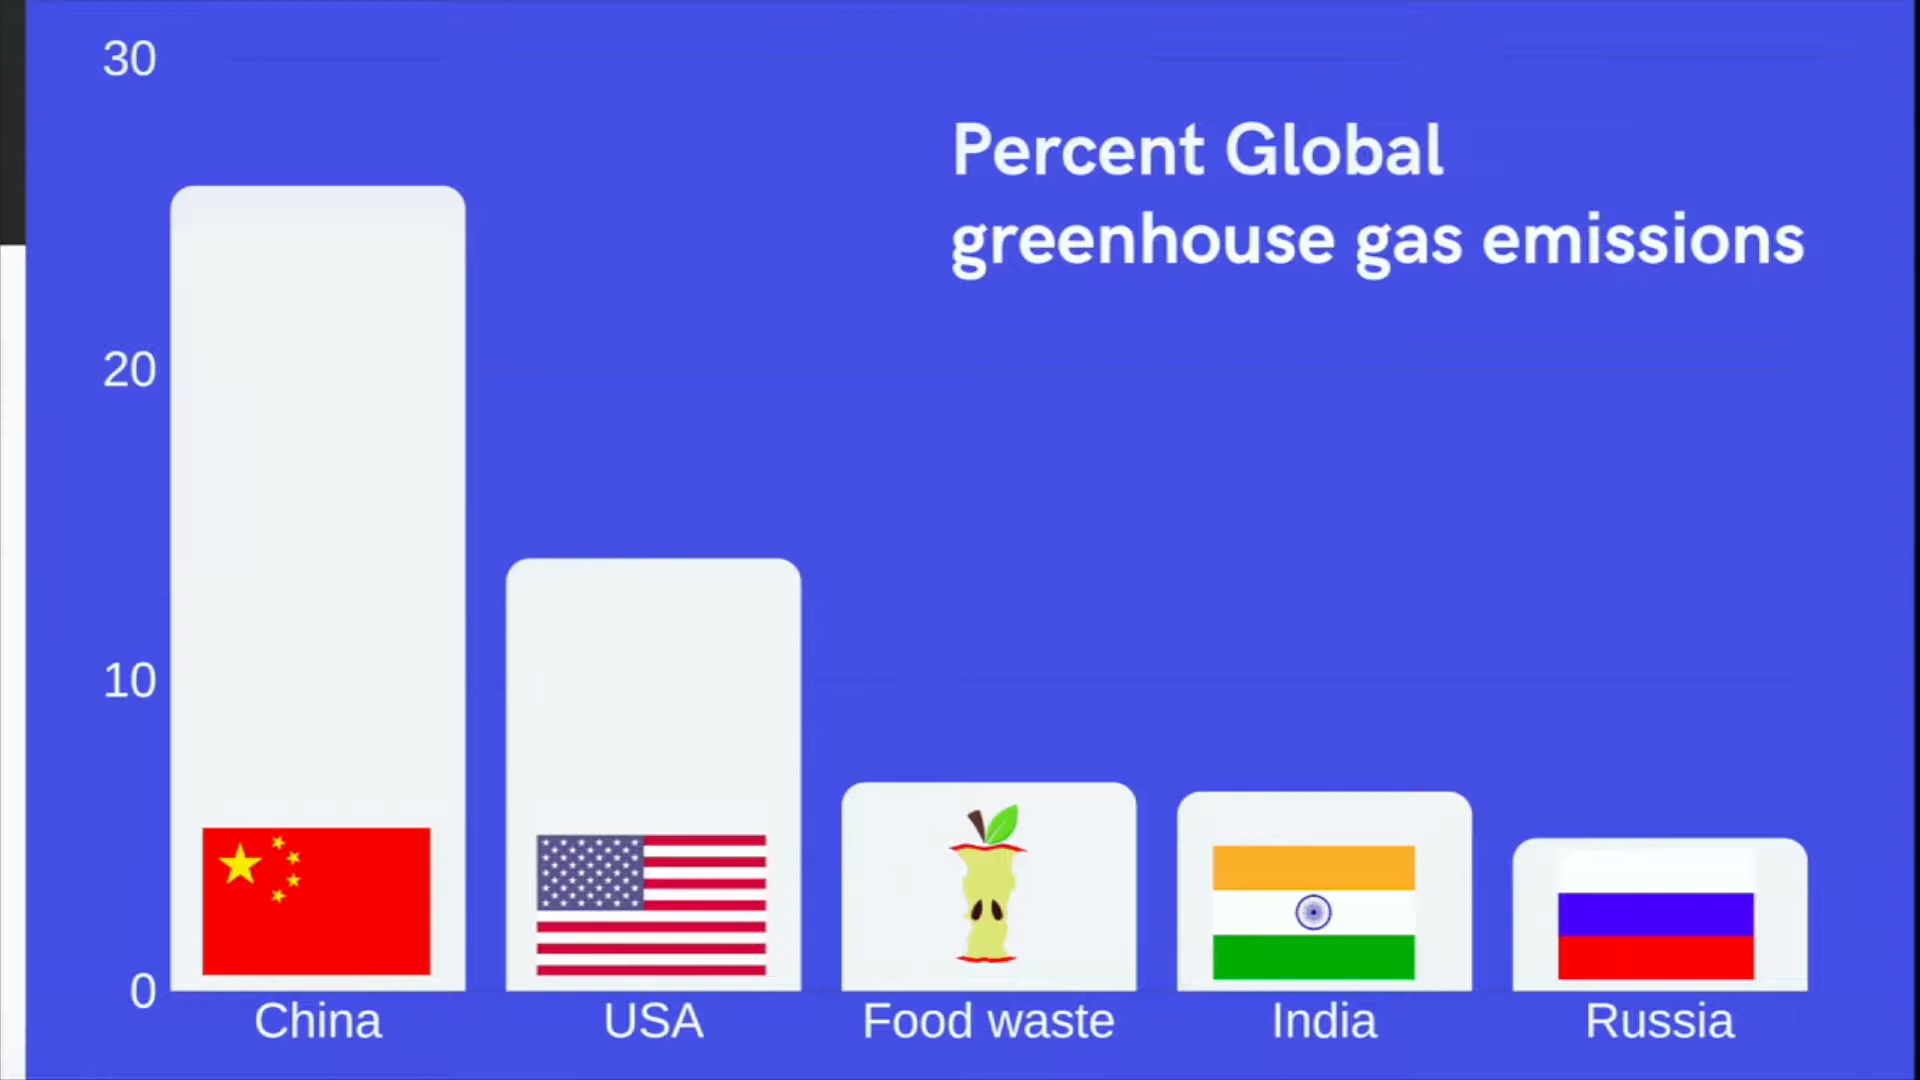 30
Percent Global
greenhouse gas emissions
20
10
0
China
USA
Food waste
India
Russia